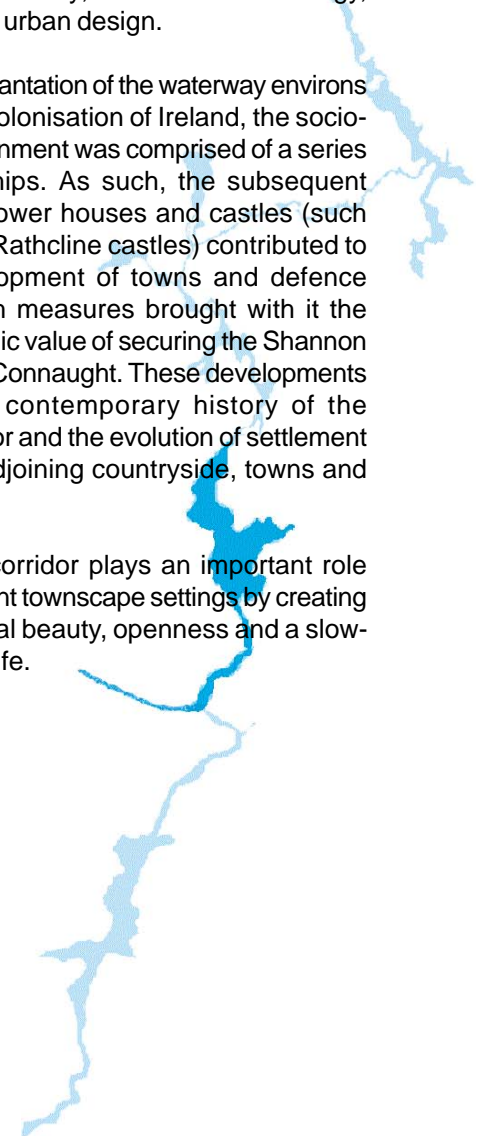 urban design.
antation of the waterway environs
olonisation of Ireland, the socio-
nment was comprised of a series
hips. As such, the subsequent
ower houses and castles (such
Rathcline castles) contributed to
opment of towns and defence
n measures brought with it the
ic value of securing the Shannon
Connaught. These developments
contemporary history of the
or and the evolution of settlement
djoining countryside, towns and
corridor plays an important role
nt townscape settings by creating
al beauty, openness and a slow-
fe.